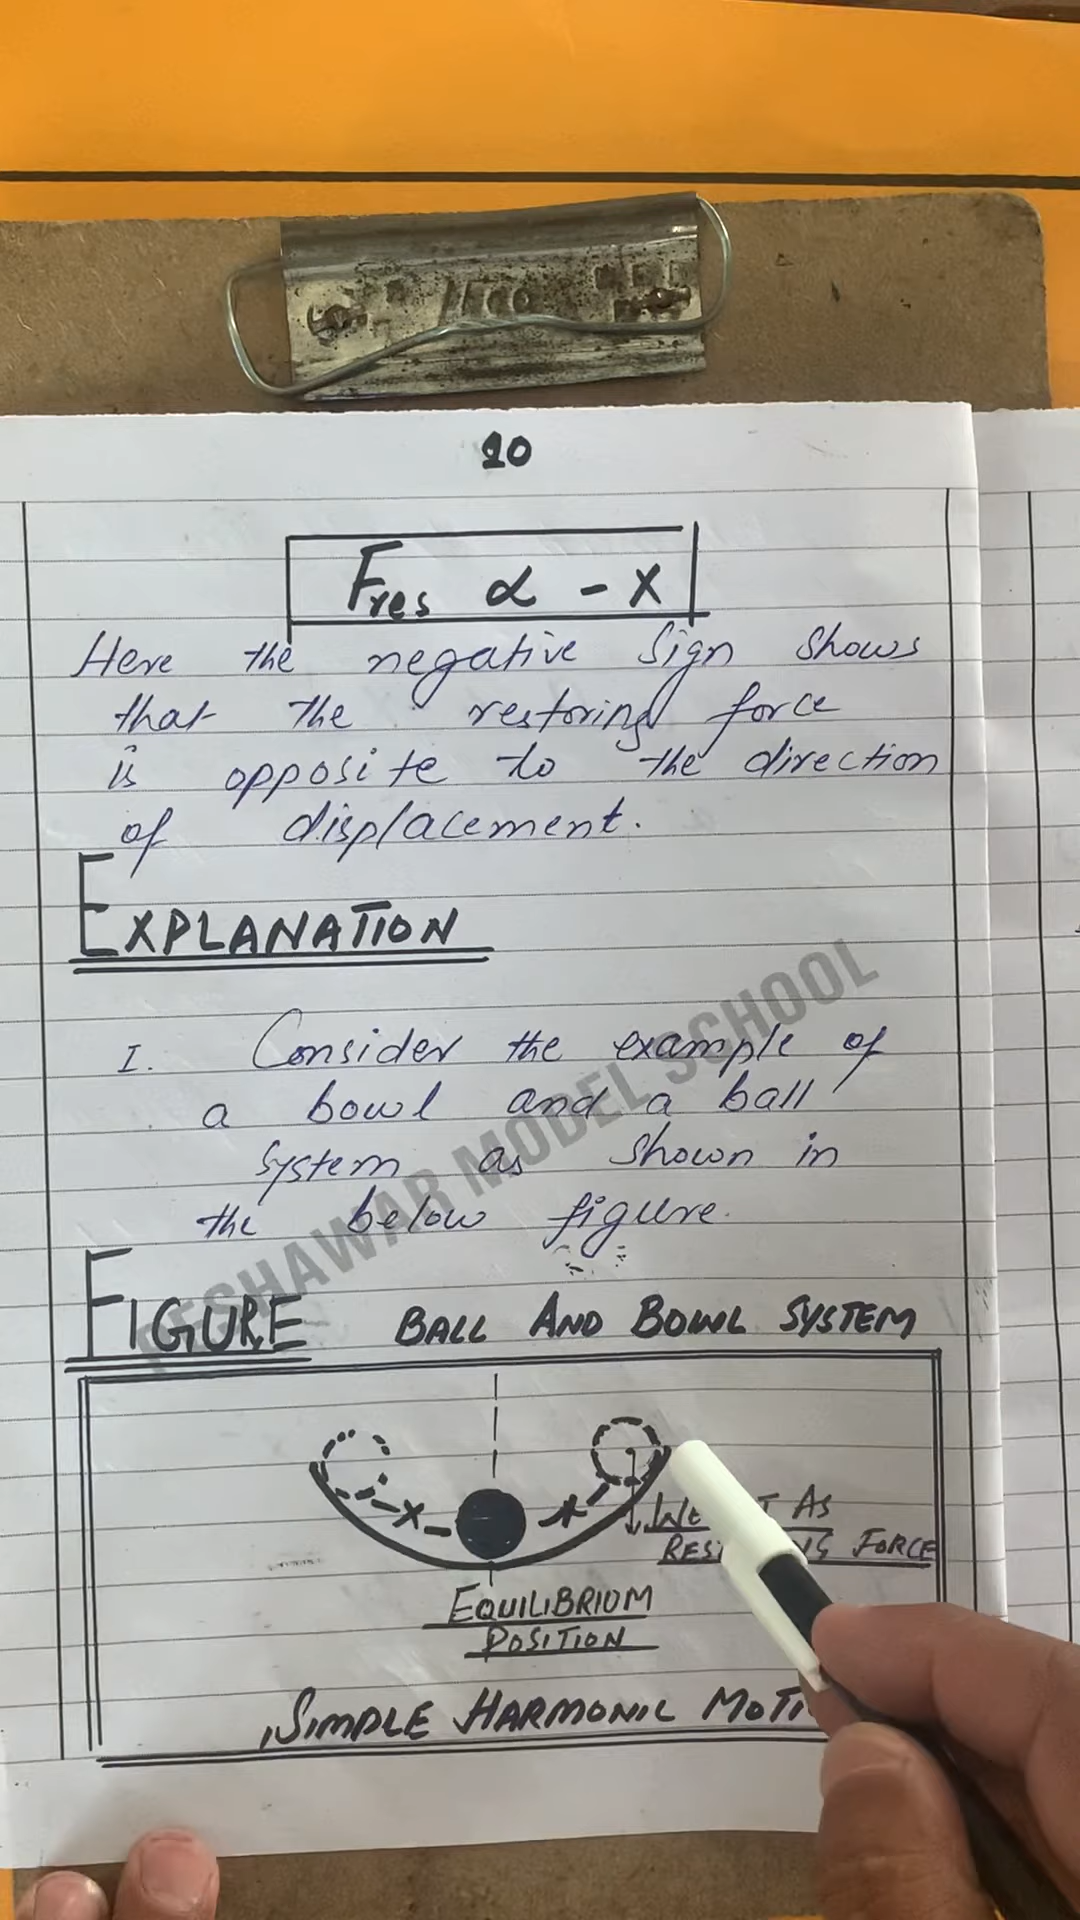 10
Fres α - x
Here the negative sign shows
that the restoring force
is opposite to the direction
of displacement.
EXPLANATION
I. Consider the example of
a bowl and a ball
system as shown in
the below figure.
PESHAWAR MODEL SCHOOL
FIGURE BALL AND BOWL SYSTEM
x x
AS
FORCE
EQUILIBRIUM
POSITION
SIMPLE HARMONIC